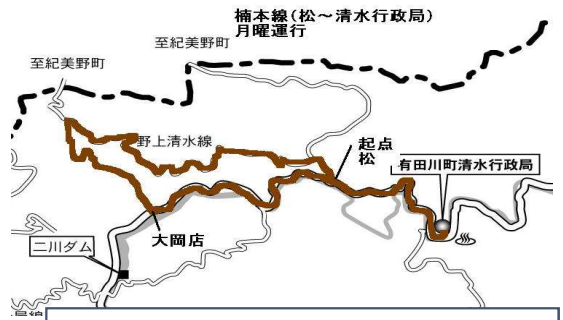 楠本線(松～清水行政局)
月曜運行
至紀美野町
至紀美野町
野上清水線
起点
松
有田川町清水行政局
大岡店
二川ダム